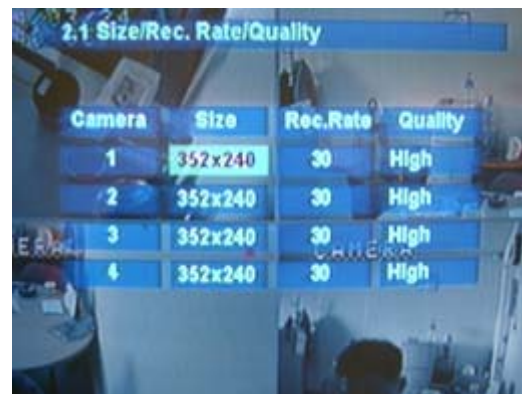 2.1 Size/Rec. Rate/Quality
Camera Size Rec.Rate Quality
1 352x240 30 High
2 352x240 30 High
3 352x240 30 High
CAMERA
4 352x240 30 High